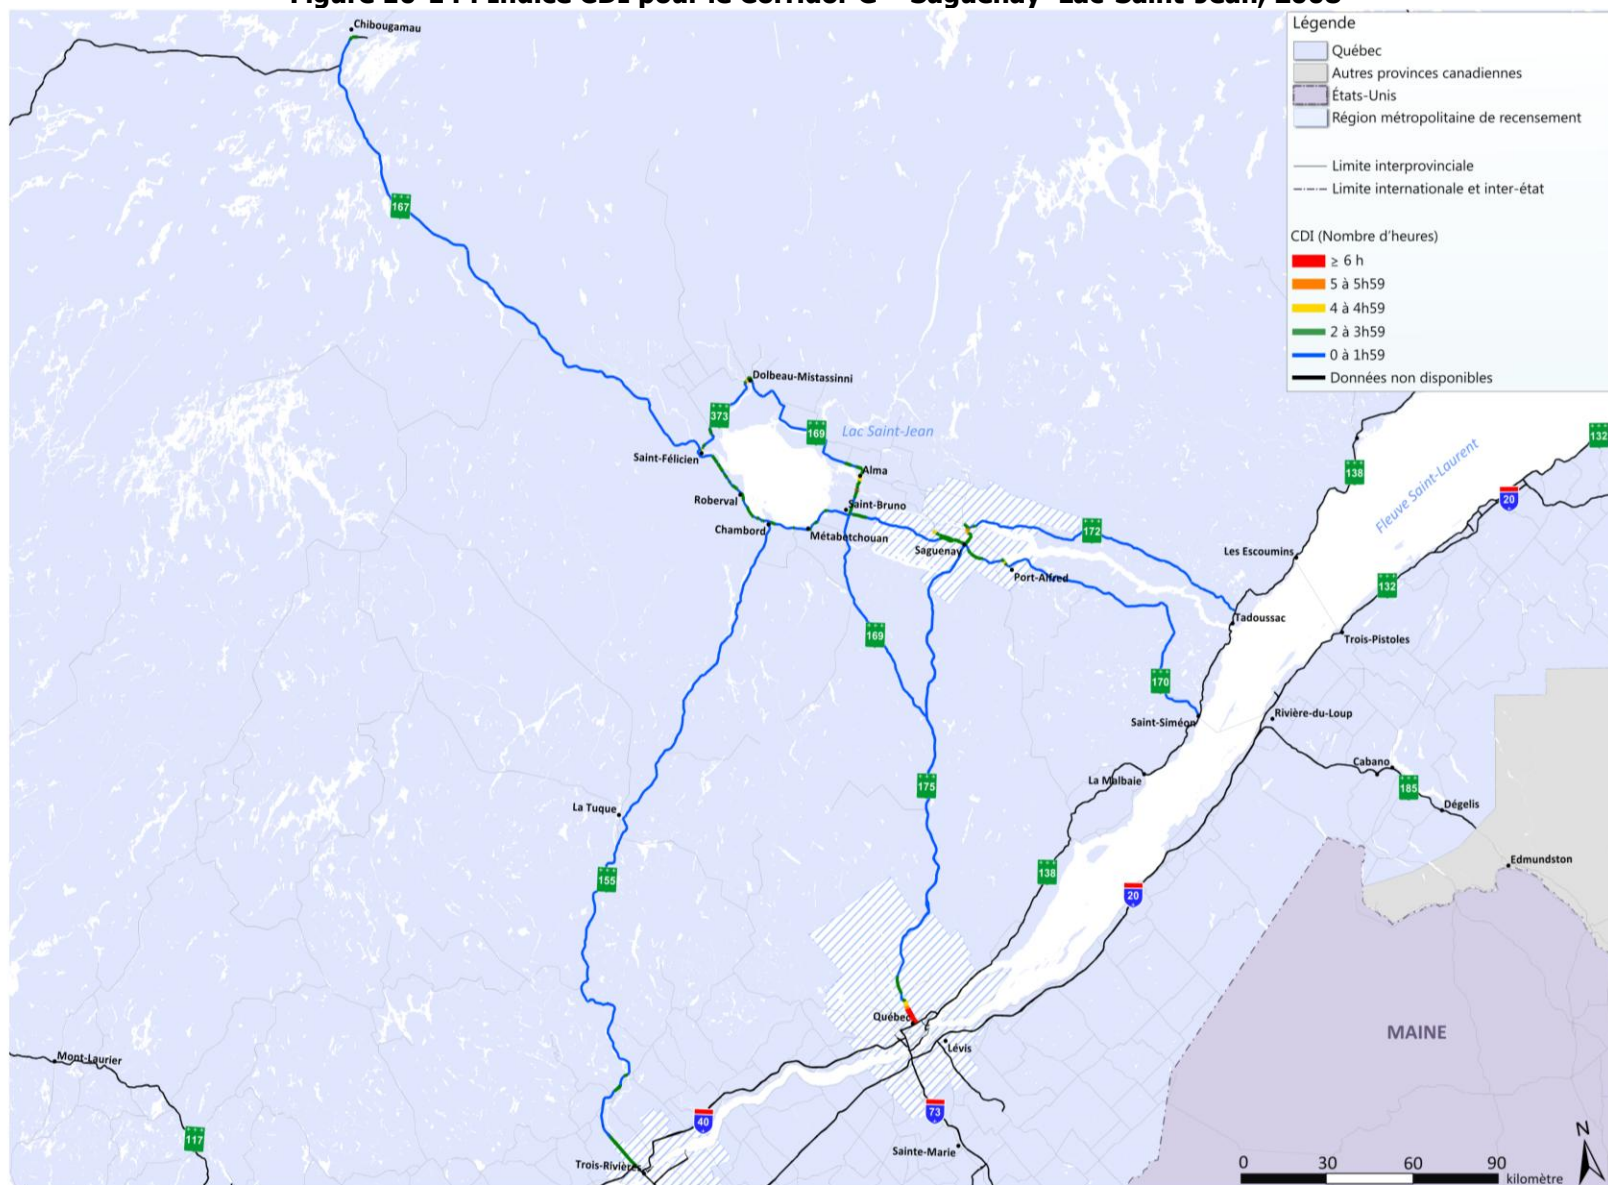 Légende
Québec
Autres provinces canadiennes
États-Unis
Région métropolitaine de recensement
Limite interprovinciale
Limite internationale et inter-état
CDI (Nombre d'heures)
≥ 6 h
5 à 5h59
4 à 4h59
2 à 3h59
0 à 1h59
Données non disponibles
Chibougamau
167
Dolbeau-Mistassinni
373
169
Lac Saint-Jean
Saint-Félicien
Alma
Roberval
Saint-Bruno
Chambord
Métabetchouan
Saguenay
172
Port-Alfred
138
132
20
Fleuve Saint-Laurent
Les Escoumins
132
Tadoussac
Trois-Pistoles
169
170
Saint-Siméon
Rivière-du-Loup
La Malbaie
Cabano
185
Dégelis
175
La Tuque
155
138
20
Edmundston
Québec
Lévis
MAINE
Mont-Laurier
117
40
73
Trois-Rivières
Sainte-Marie
N
0 30 60 90
kilomètre